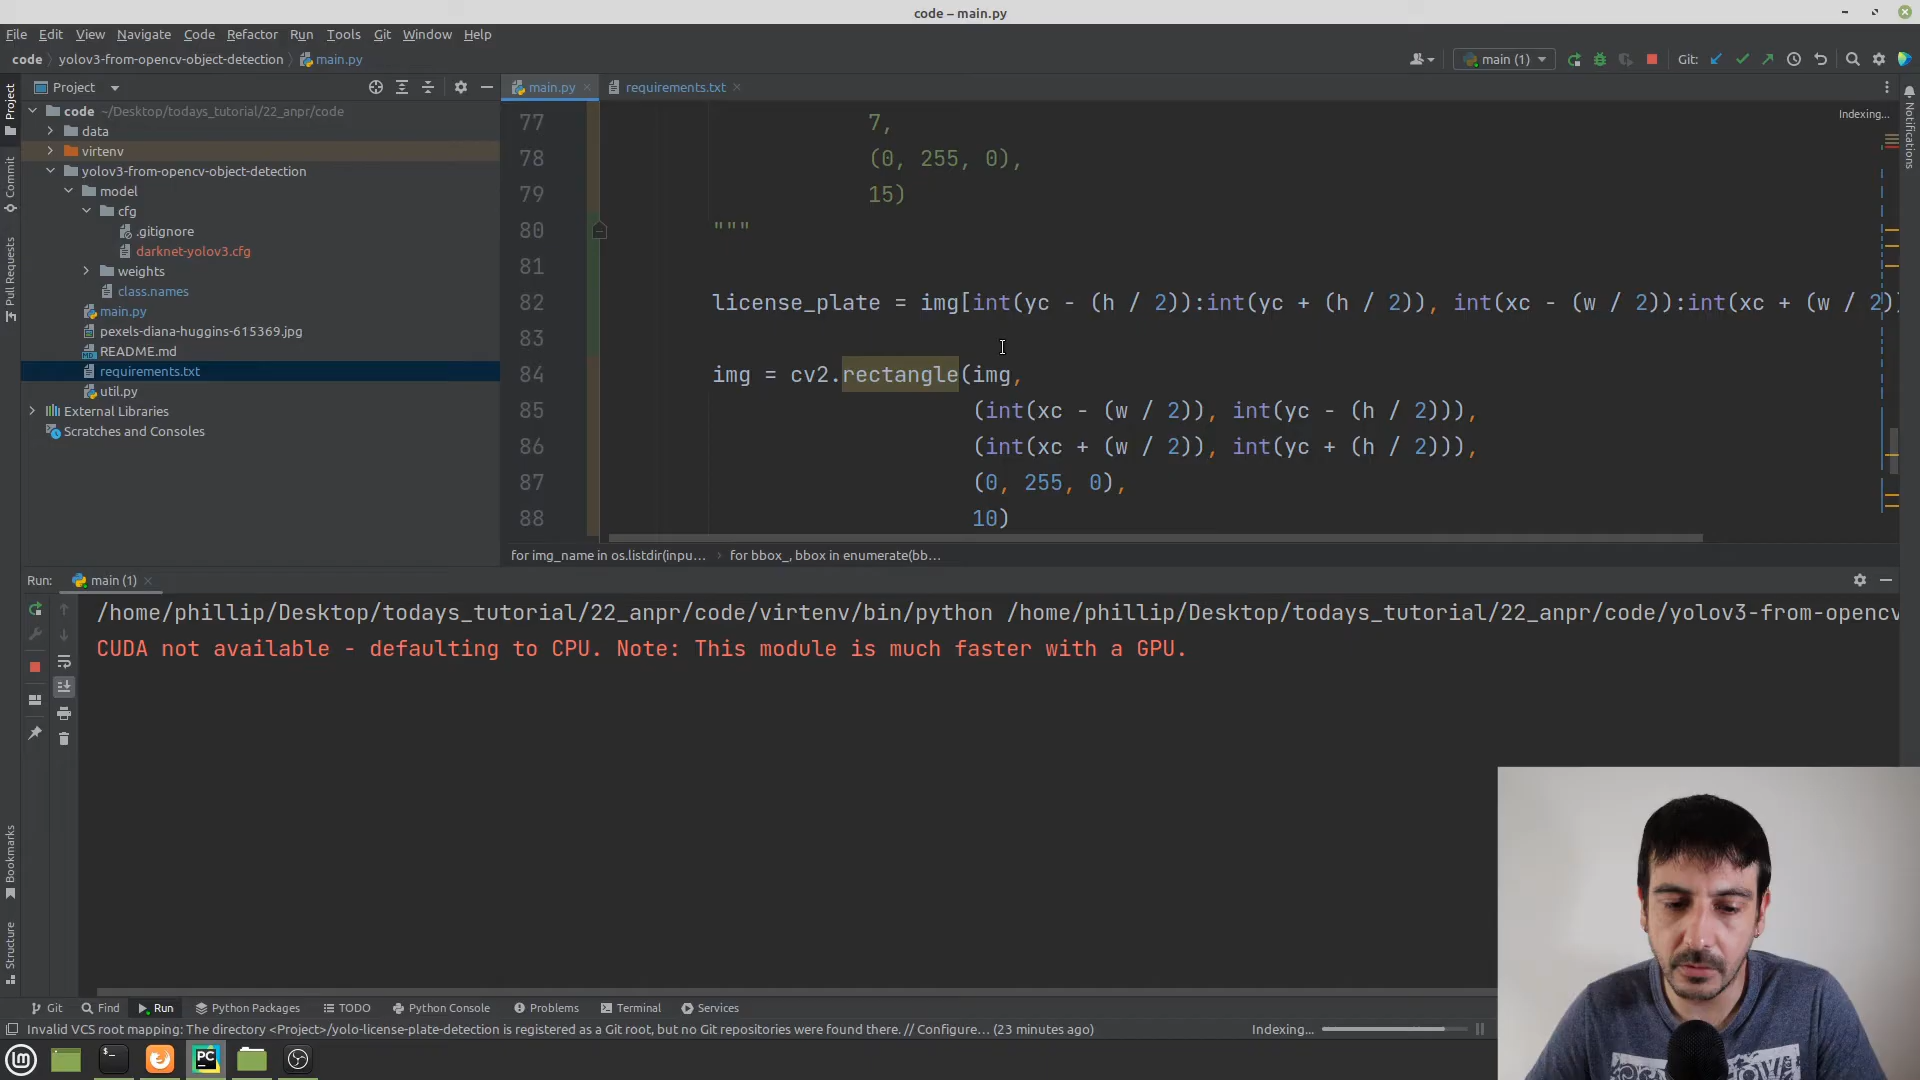 code – main.py
File Edit View Navigate Code Refactor Run Tools Git Window Help
code yolov3-from-opencv-object-detection main.py
main (1) Git:
Project
main.py requirements.txt
code ~/Desktop/todays_tutorial/22_anpr/code
data
virtenv
yolov3-from-opencv-object-detection
model
cfg
.gitignore
darknet-yolov3.cfg
weights
class.names
main.py
pexels-diana-huggins-615369.jpg
README.md
requirements.txt
util.py
External Libraries
Scratches and Consoles
Project
Commit
Pull Requests
Bookmarks
Structure
Notifications
Indexing...
77 7,
78 (0, 255, 0),
79 15)
80 """
81
82 license_plate = img[int(yc - (h / 2)):int(yc + (h / 2)), int(xc - (w / 2)):int(xc + (w / 2)
83
84 img = cv2.rectangle(img,
85 (int(xc - (w / 2)), int(yc - (h / 2))),
86 (int(xc + (w / 2)), int(yc + (h / 2))),
87 (0, 255, 0),
88 10)
for img_name in os.listdir(inpu... for bbox_, bbox in enumerate(bb...
Run: main (1)
/home/phillip/Desktop/todays_tutorial/22_anpr/code/virtenv/bin/python /home/phillip/Desktop/todays_tutorial/22_anpr/code/yolov3-from-opencv
CUDA not available - defaulting to CPU. Note: This module is much faster with a GPU.
Git Find Run Python Packages TODO Python Console Problems Terminal Services
Invalid VCS root mapping: The directory <Project>/yolo-license-plate-detection is registered as a Git root, but no Git repositories were found there. // Configure... (23 minutes ago) Indexing...
PC